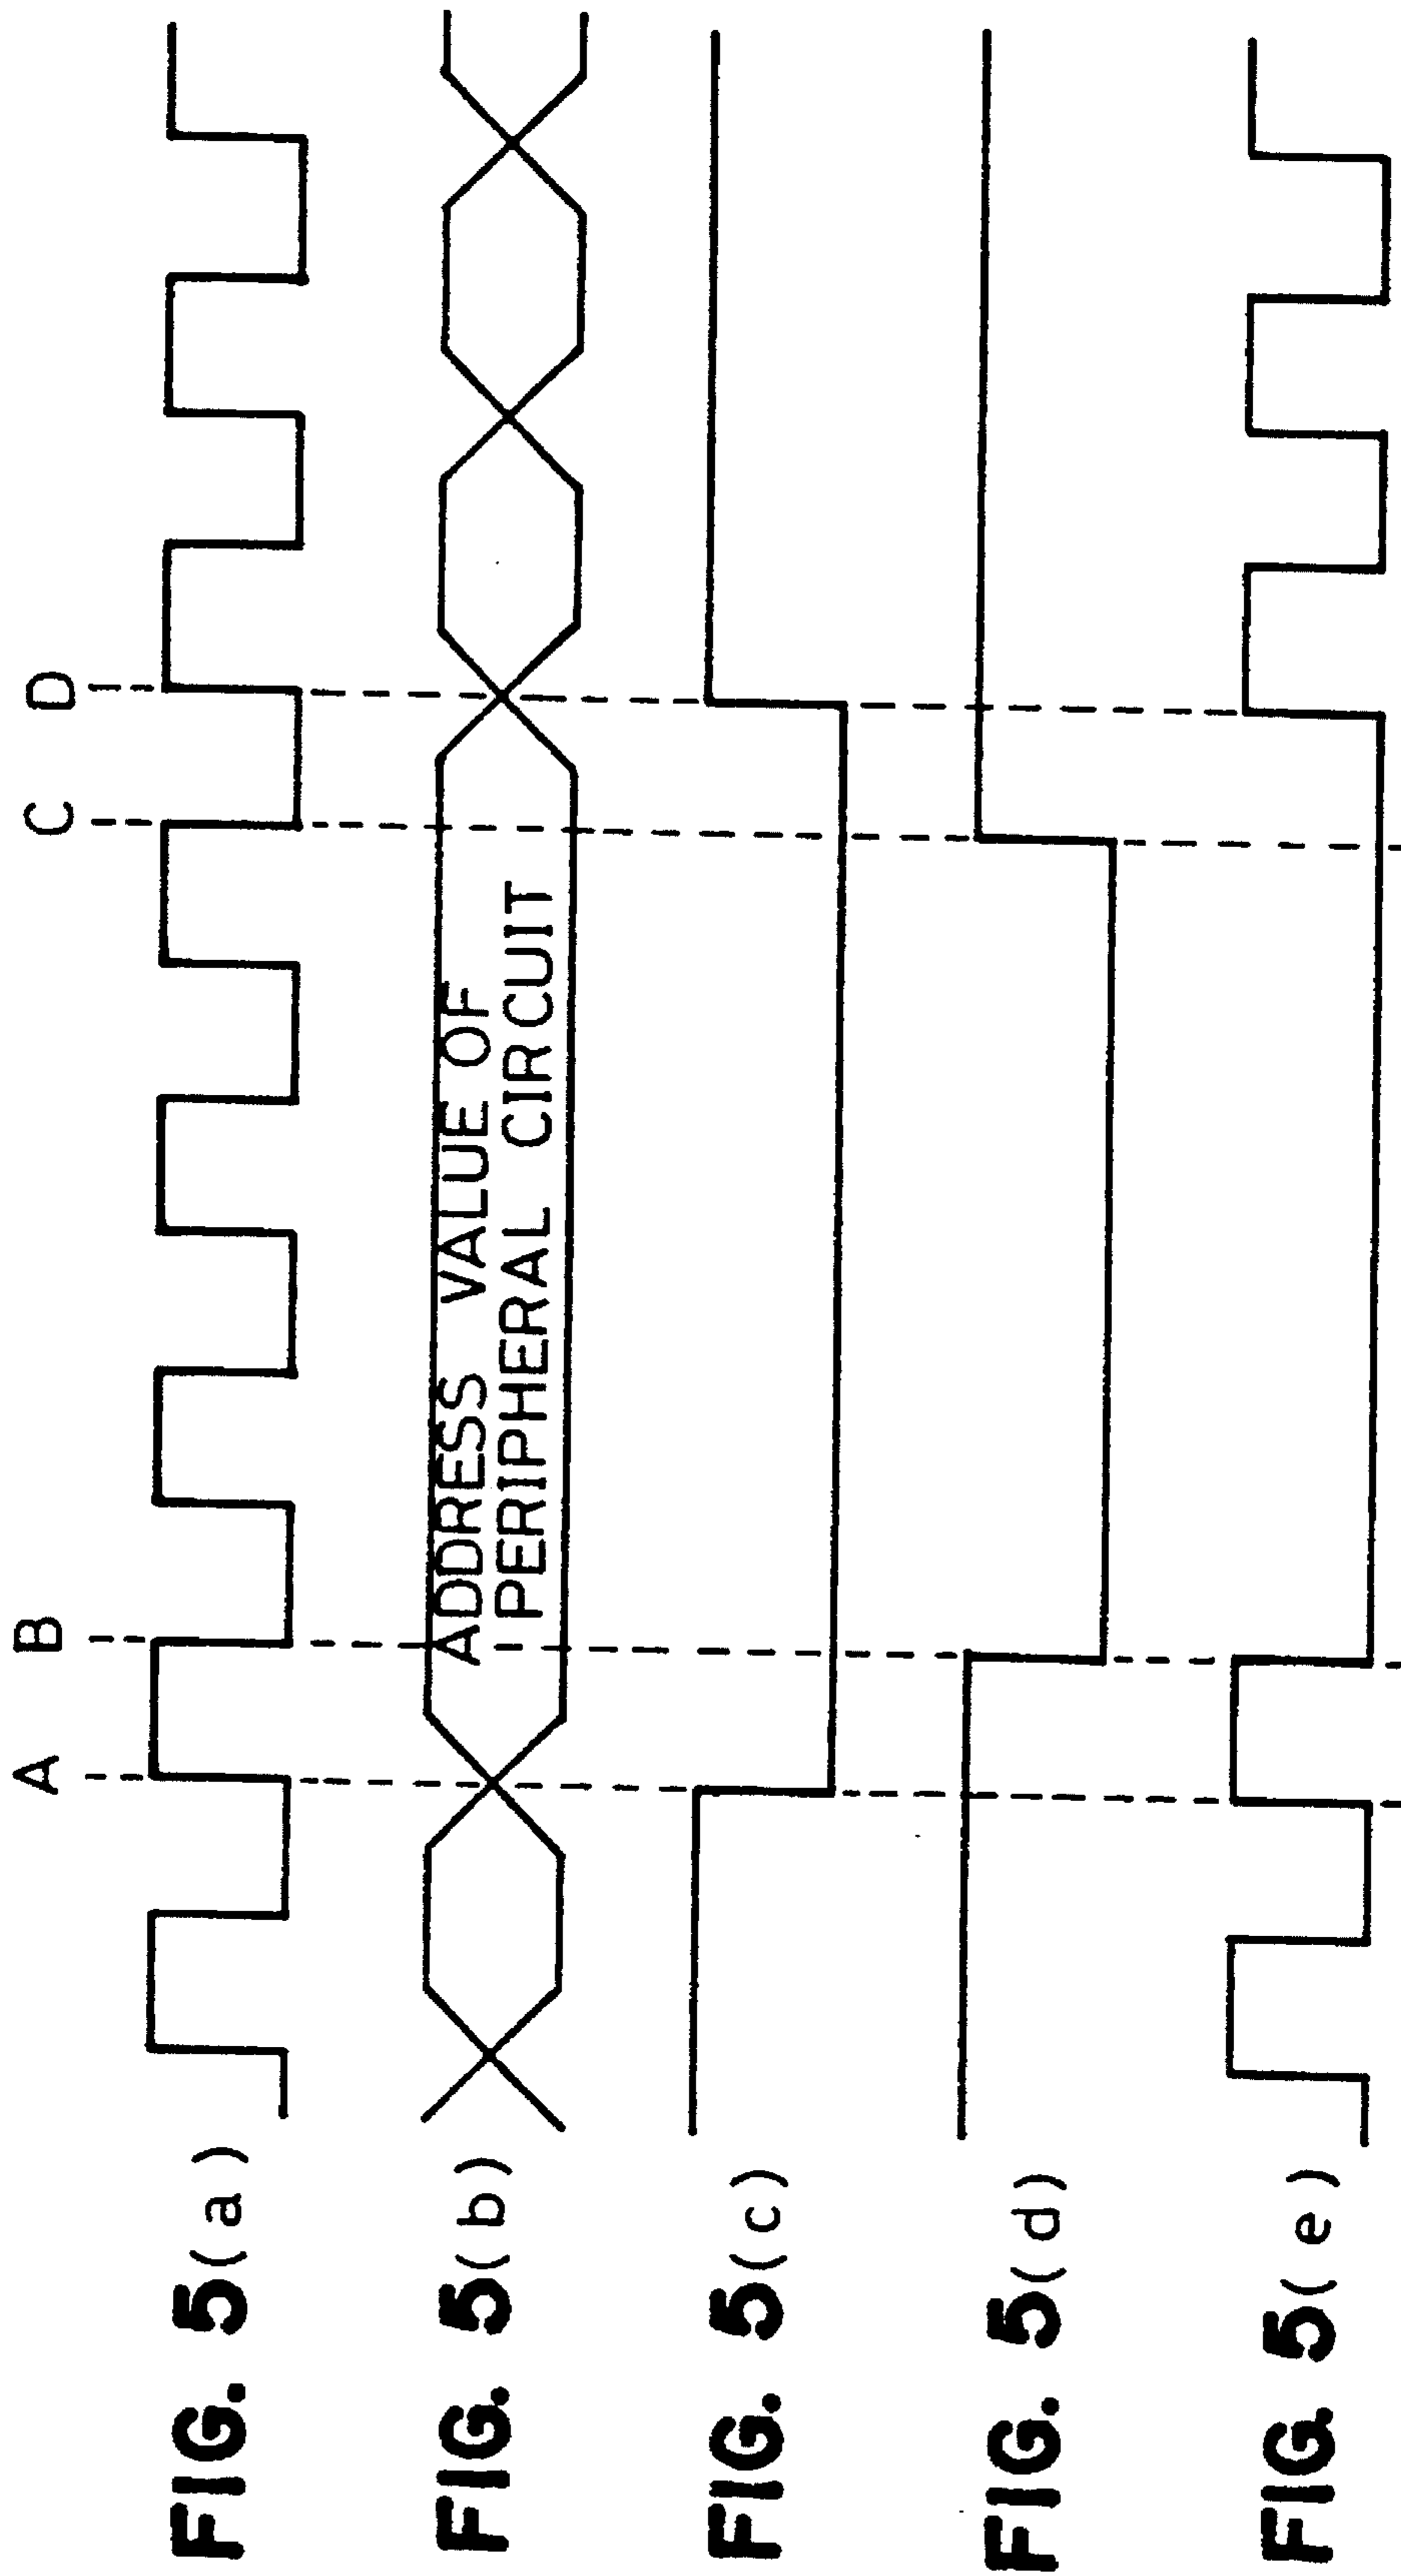 A B C D
FIG. 5(a)
FIG. 5(b)
ADDRESS VALUE OF
PERIPHERAL CIRCUIT
FIG. 5(c)
FIG. 5(d)
FIG. 5(e)